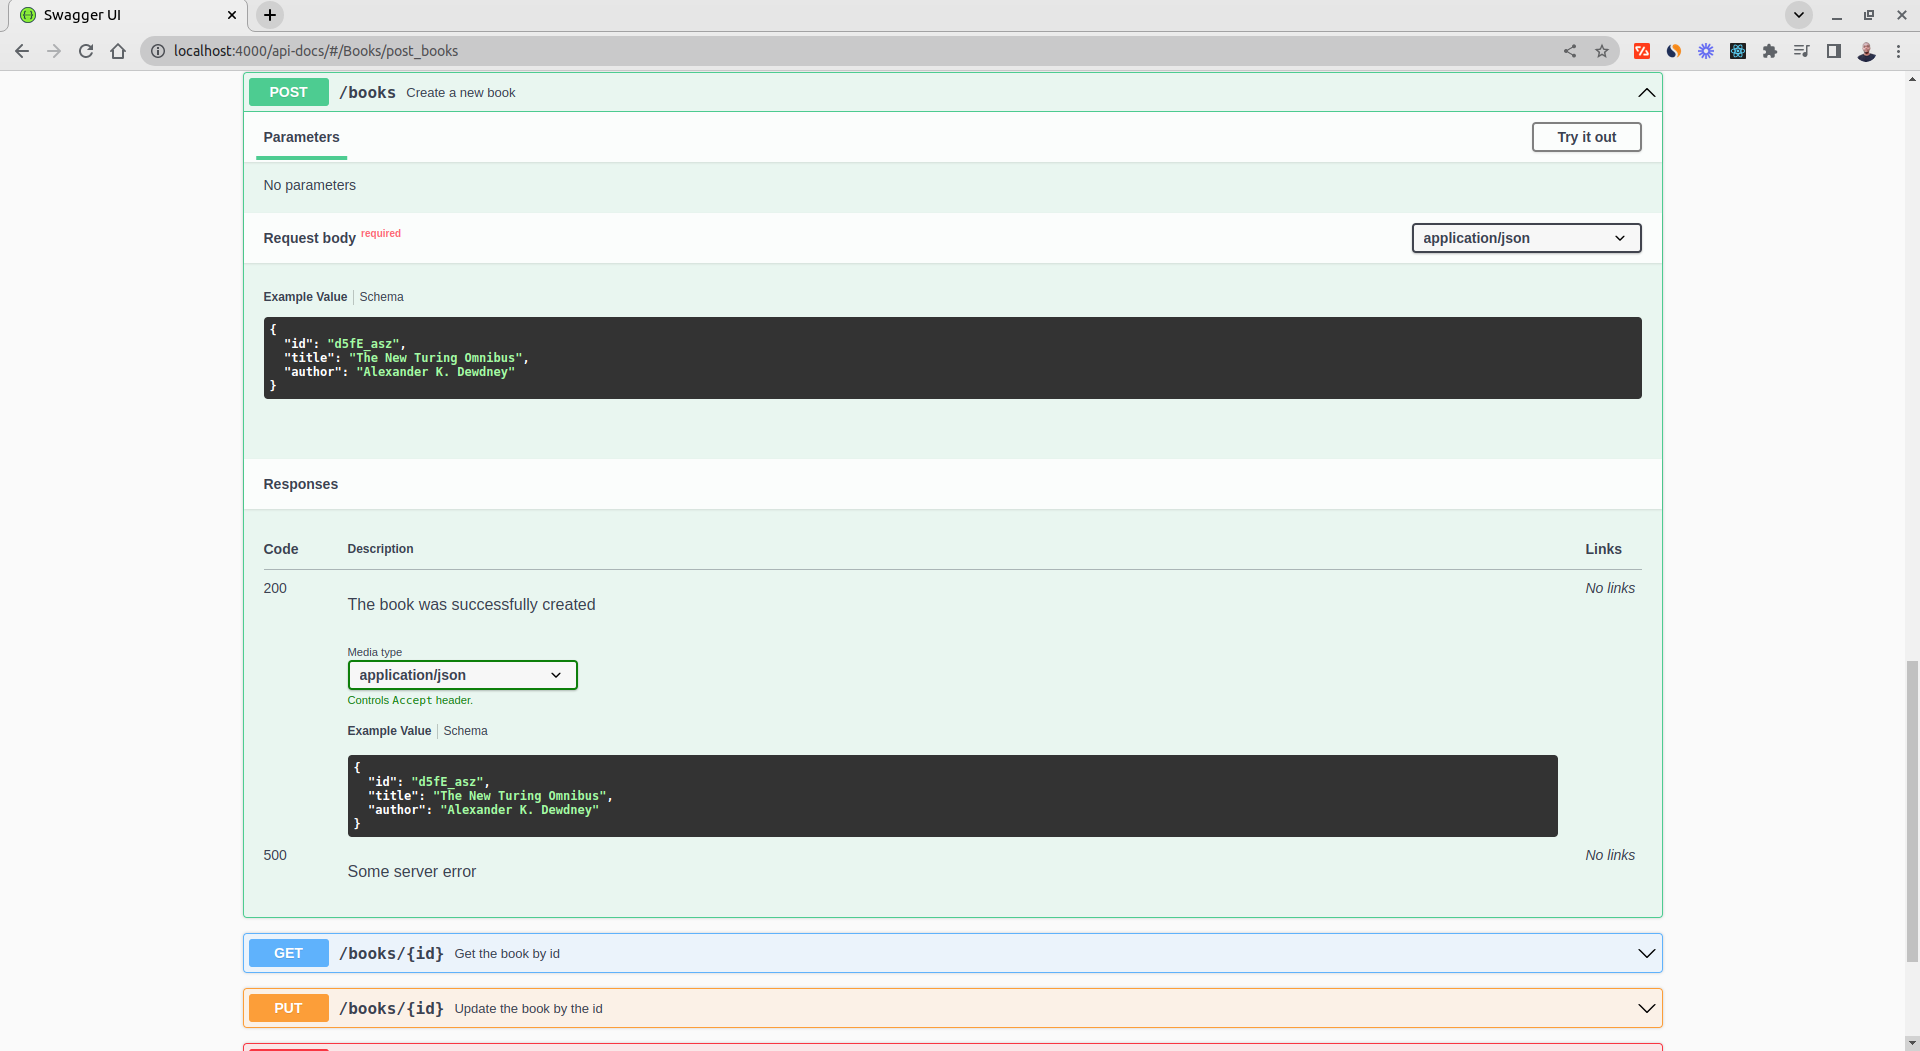 Swagger UI
localhost:4000/api-docs/#/Books/post_books
POST /books Create a new book
Parameters Try it out
No parameters
Request body required application/json
Example Value Schema
{
  "id": "d5fE_asz",
  "title": "The New Turing Omnibus",
  "author": "Alexander K. Dewdney"
}
Responses
Code Description Links
200 No links
The book was successfully created
Media type
application/json
Controls Accept header.
Example Value Schema
{
  "id": "d5fE_asz",
  "title": "The New Turing Omnibus",
  "author": "Alexander K. Dewdney"
}
500 No links
Some server error
GET /books/{id} Get the book by id
PUT /books/{id} Update the book by the id